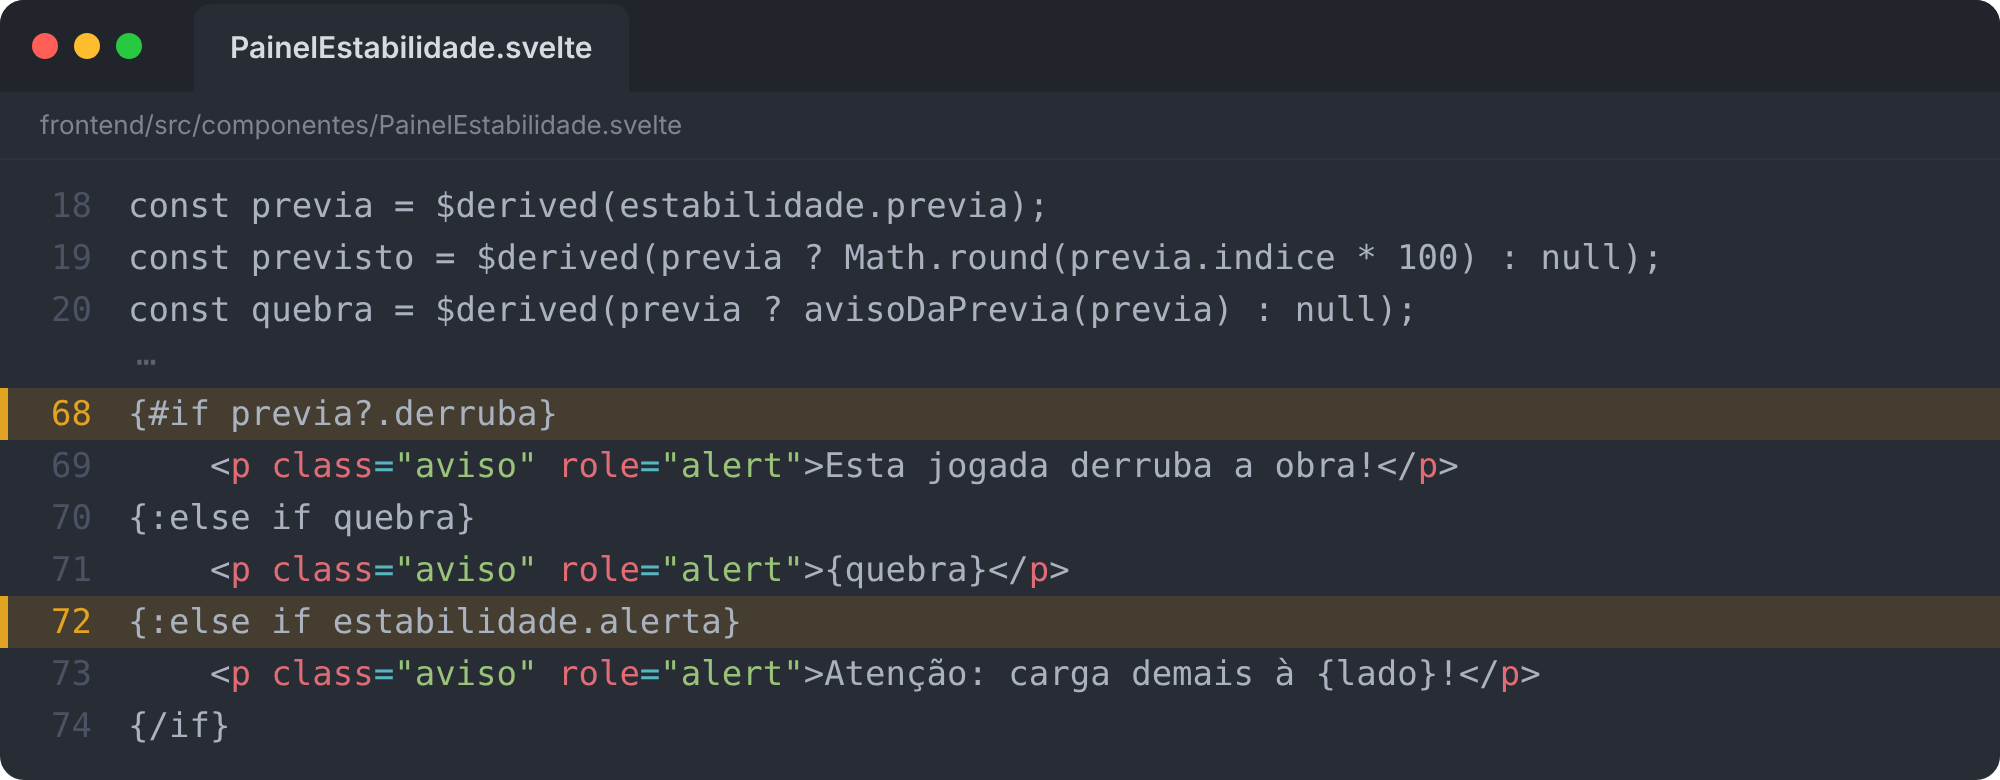 PainelEstabilidade.svelte
frontend/src/componentes/PainelEstabilidade.svelte
18 const previa = $derived(estabilidade.previa);
19 const previsto = $derived(previa ? Math.round(previa.indice * 100) : null);
20 const quebra = $derived(previa ? avisoDaPrevia(previa) : null);
…
68 {#if previa?.derruba}
69     <p class="aviso" role="alert">Esta jogada derruba a obra!</p>
70 {:else if quebra}
71     <p class="aviso" role="alert">{quebra}</p>
72 {:else if estabilidade.alerta}
73     <p class="aviso" role="alert">Atenção: carga demais à {lado}!</p>
74 {/if}